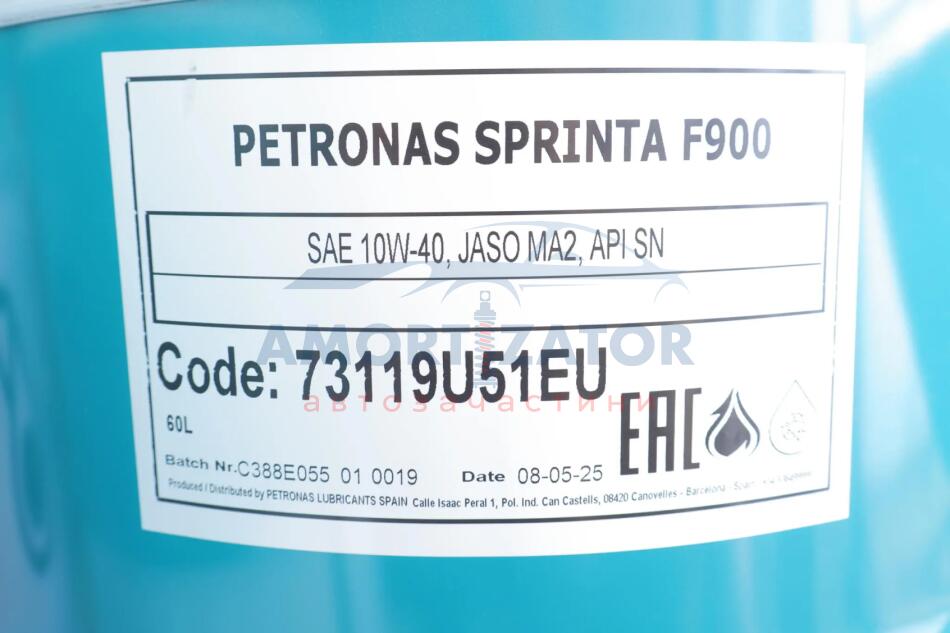 PETRONAS SPRINTA F900
SAE 10W-40, JASO MA2, API SN
AMORTIZATOR
Code: 73119U51EU
автозапчастини
60L
EAC
Batch Nr.C388E055 01 0019 Date 08-05-25
Produced / Distributed by PETRONAS LUBRICANTS SPAIN Calle Isaac Peral 1, Pol. Ind. Can Castells, 08420 Canovelles - Barcelona - Spain